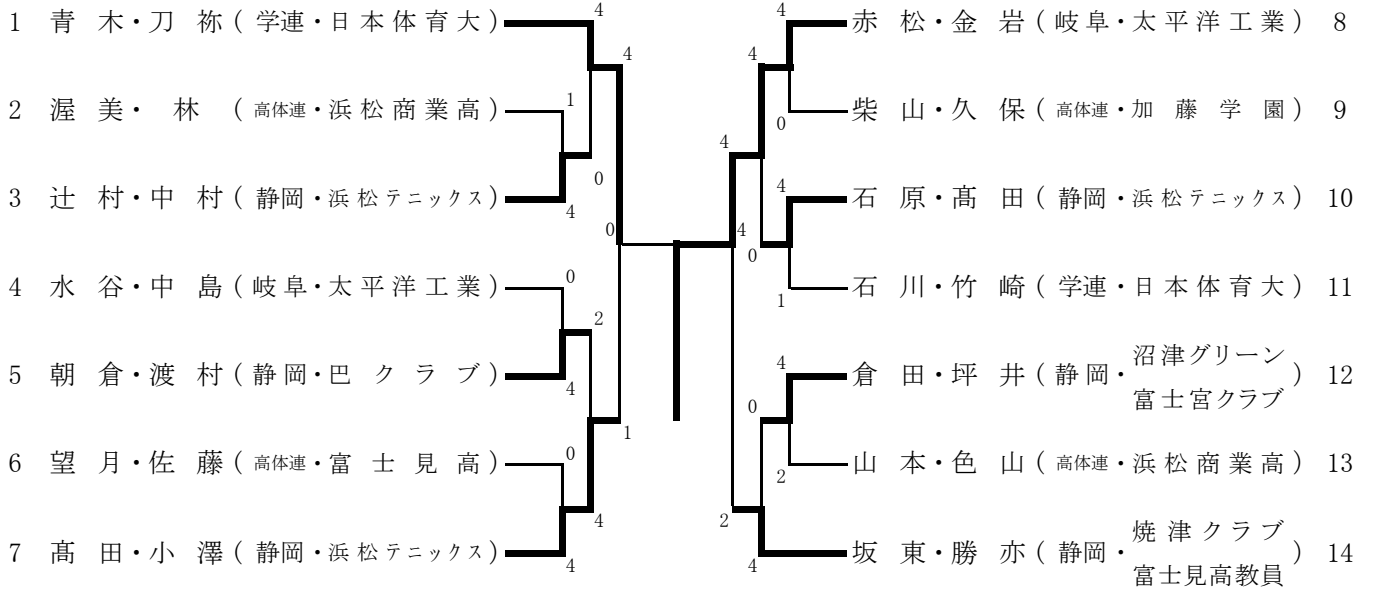 1 青木・刀祢(学連・日本体育大)
2 渥美・林(高体連・浜松商業高)
3 辻村・中村(静岡・浜松テニックス)
4 水谷・中島(岐阜・太平洋工業)
5 朝倉・渡村(静岡・巴クラブ)
6 望月・佐藤(高体連・富士見高)
7 髙田・小澤(静岡・浜松テニックス)
4
4
1
0
4
0
0
2
4
1
0
4
4
4
4
0
4
4
4
0
1
4
0
2
2
4
赤松・金岩(岐阜・太平洋工業) 8
柴山・久保(高体連・加藤学園) 9
石原・髙田(静岡・浜松テニックス) 10
石川・竹崎(学連・日本体育大) 11
倉田・坪井(静岡・沼津グリーン
富士宮クラブ) 12
山本・色山(高体連・浜松商業高) 13
坂東・勝亦(静岡・焼津クラブ
富士見高教員) 14